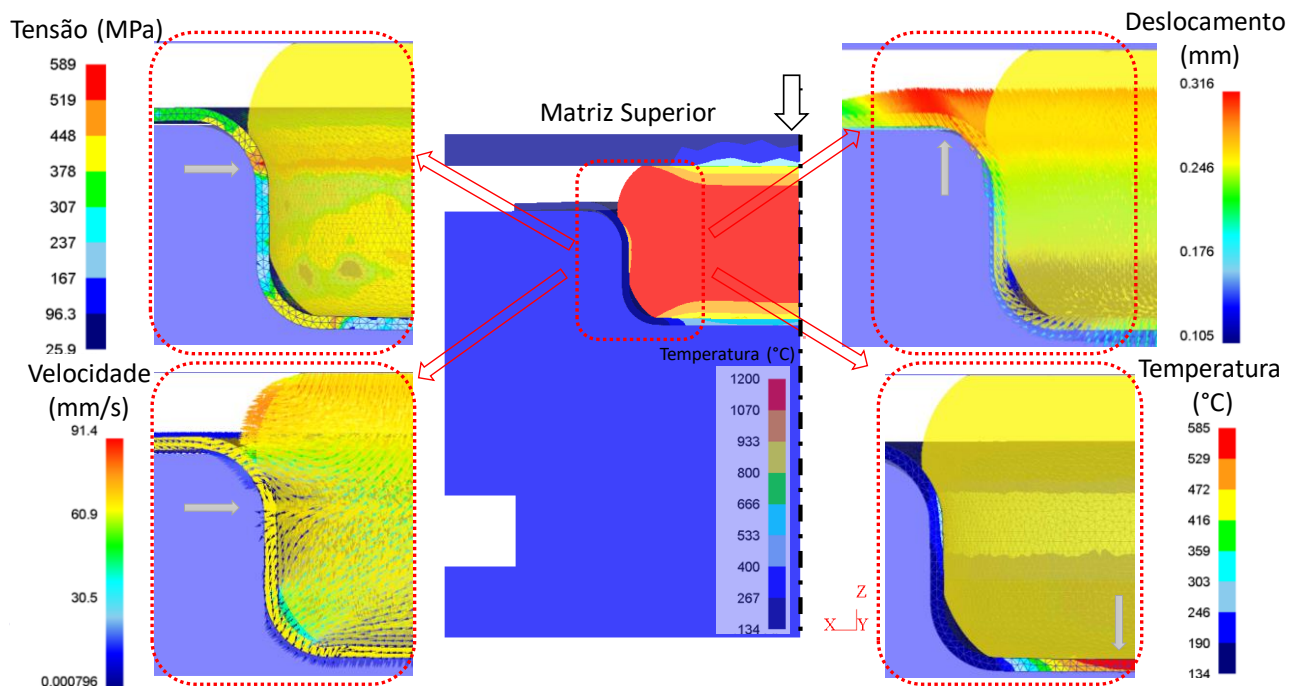 Tensão (MPa)
589
519
448
378
307
237
167
96.3
25.9
Velocidade
(mm/s)
91.4
60.9
30.5
0.000796
Matriz Superior
Temperatura (°C)
1200
1070
933
800
666
533
400
267
134
Z
X
Y
Deslocamento
(mm)
0.316
0.246
0.176
0.105
Temperatura
(°C)
585
529
472
416
359
303
246
190
134